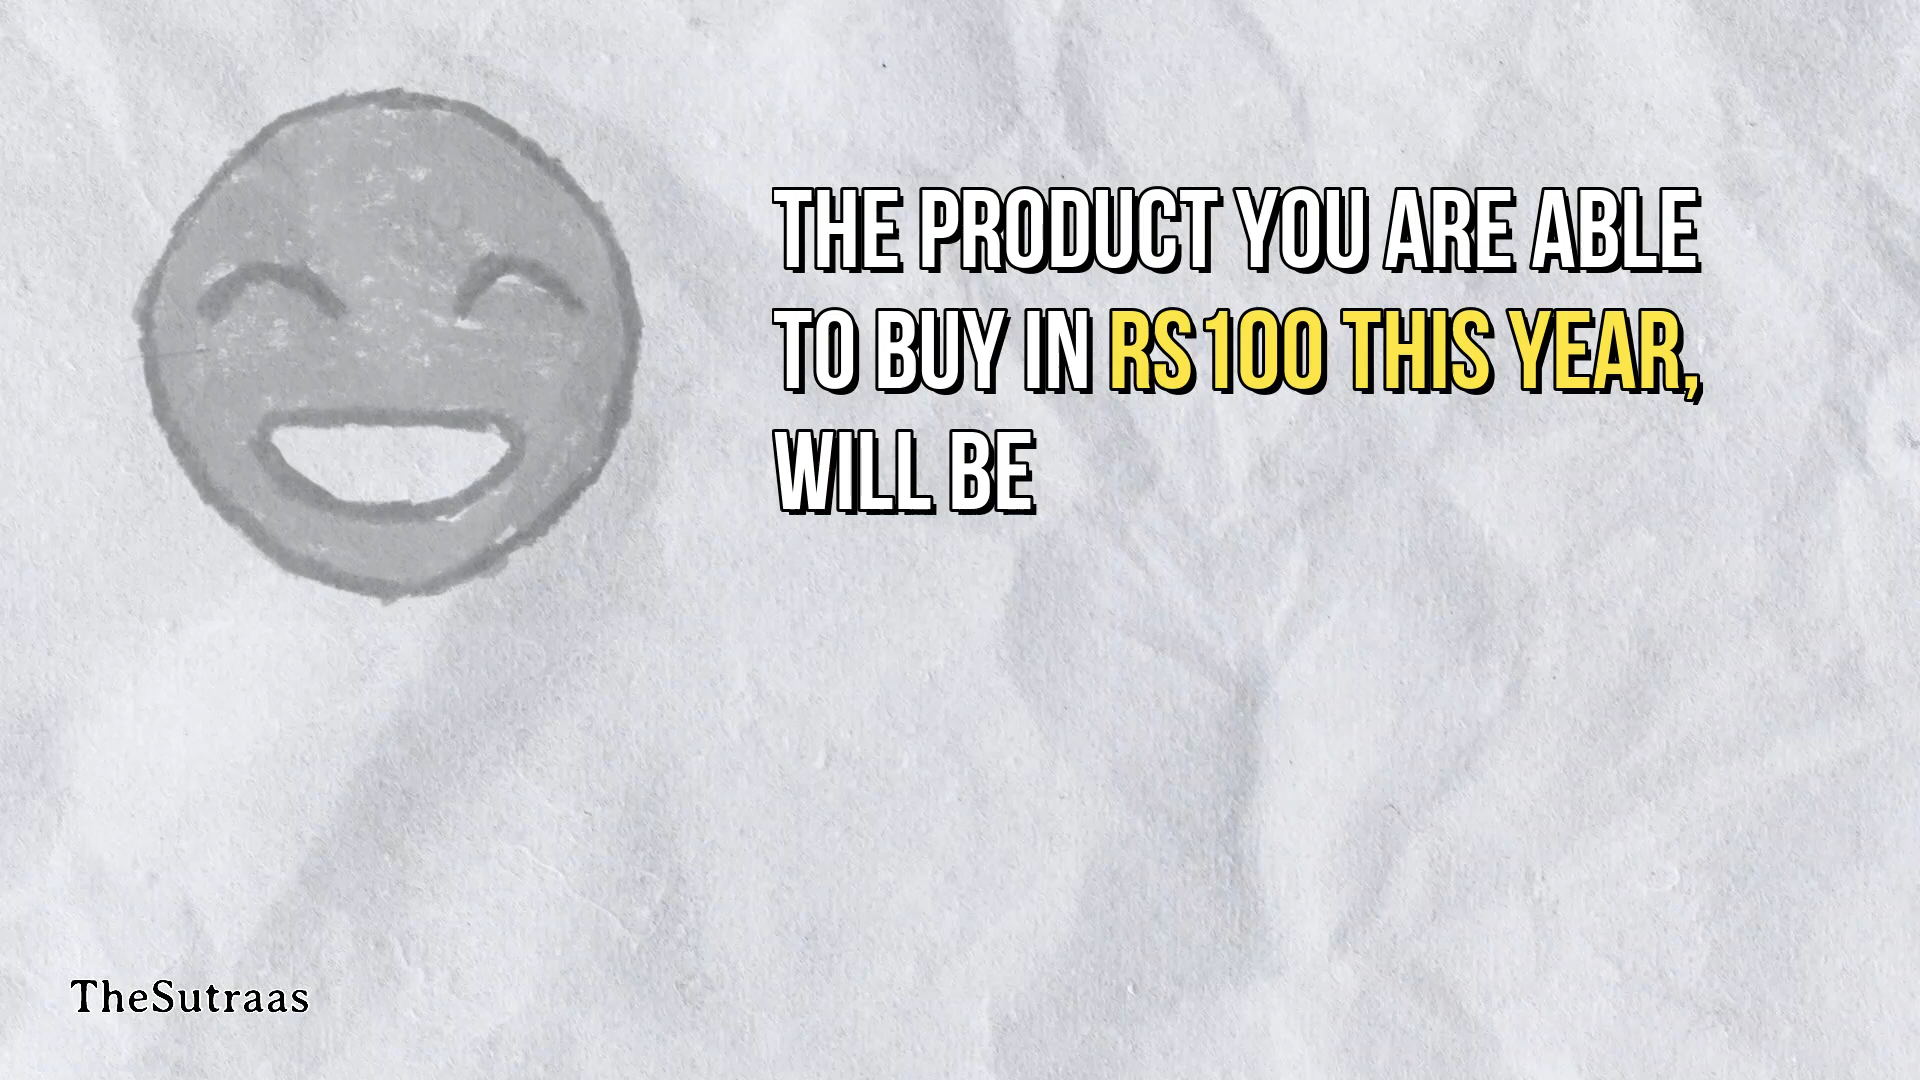 THE PRODUCT YOU ARE ABLE
TO BUY IN RS100 THIS YEAR,
WILL BE
TheSutraas